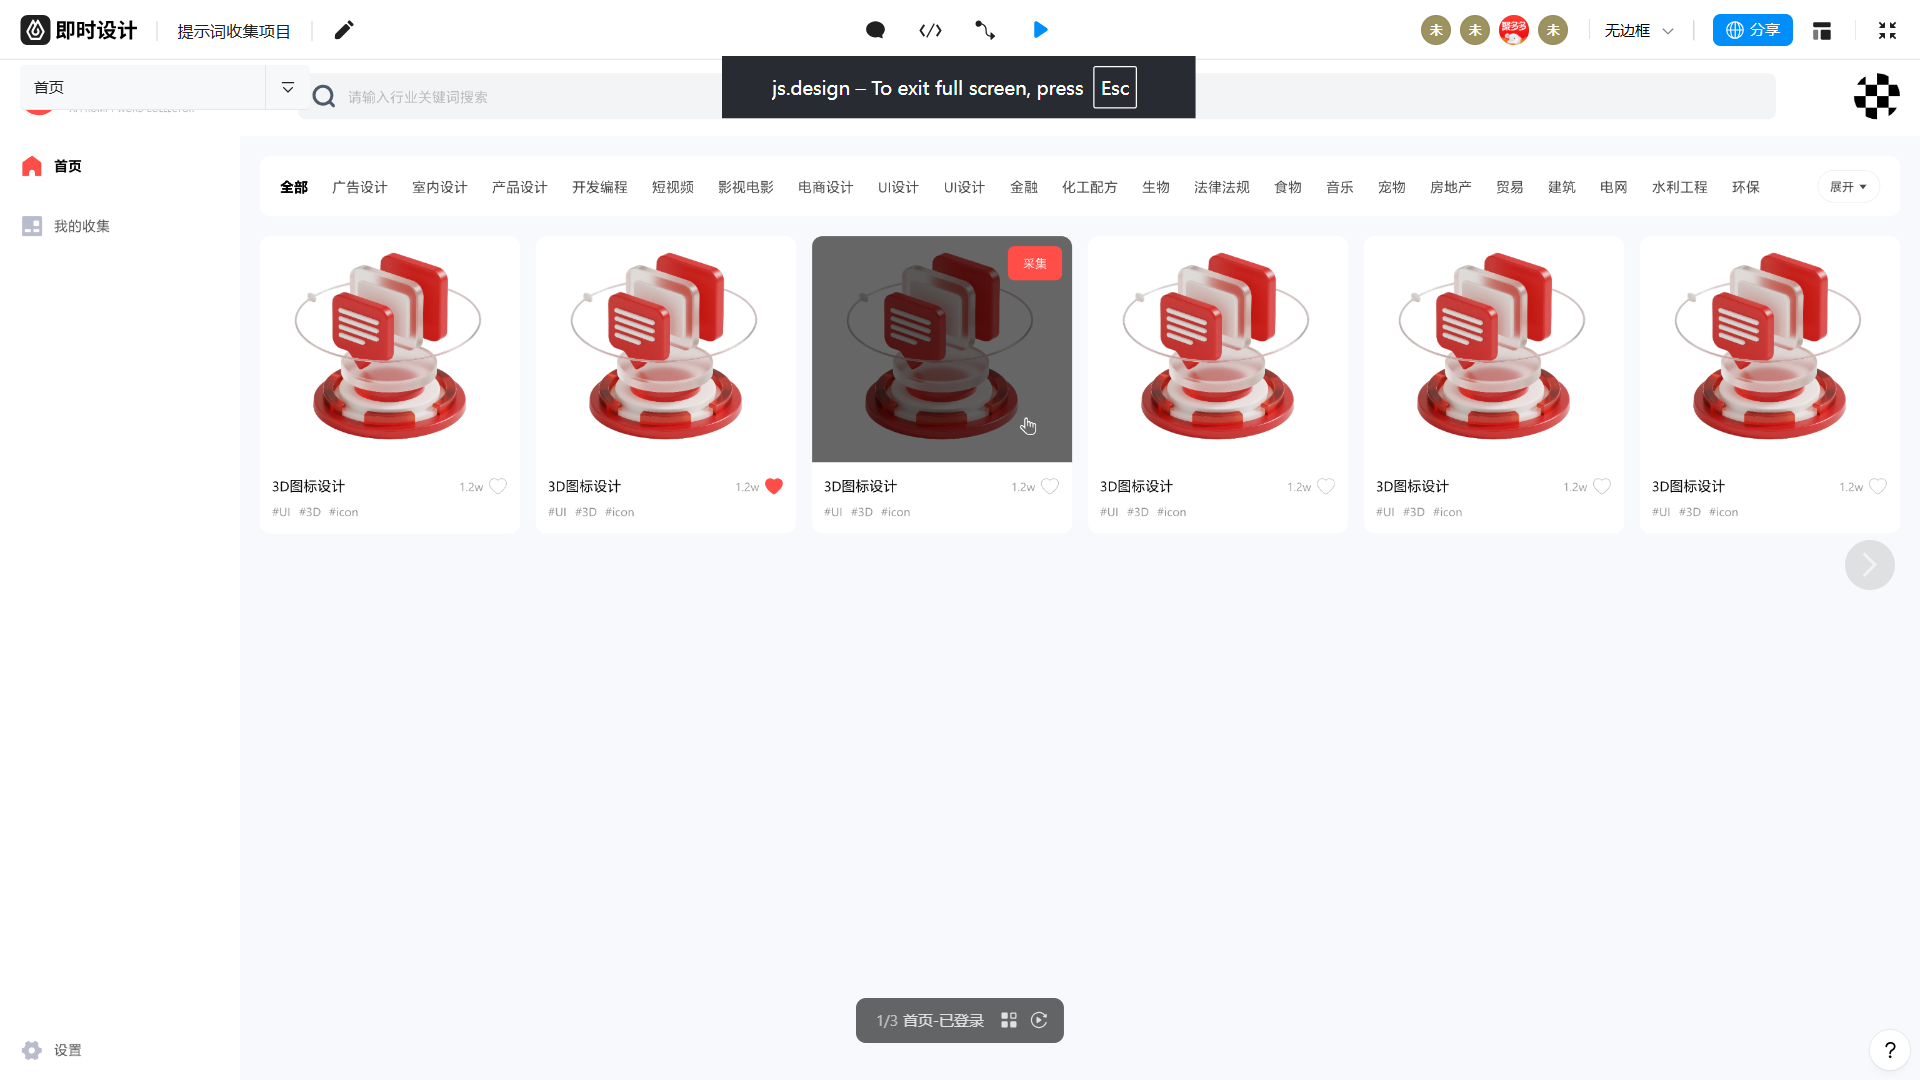 即时设计
提示词收集项目
未
未
聚多多
未
无边框
分享
首页
请输入行业关键词搜索
js.design – To exit full screen, press Esc
首页
我的收集
全部 广告设计 室内设计 产品设计 开发编程 短视频 影视电影 电商设计 UI设计 UI设计 金融 化工配方 生物 法律法规 食物 音乐 宠物 房地产 贸易 建筑 电网 水利工程 环保 展开
采集
3D图标设计 1.2w
#UI #3D #icon
3D图标设计 1.2w
#UI #3D #icon
3D图标设计 1.2w
#UI #3D #icon
3D图标设计 1.2w
#UI #3D #icon
3D图标设计 1.2w
#UI #3D #icon
3D图标设计 1.2w
#UI #3D #icon
1/3 首页-已登录
设置
?